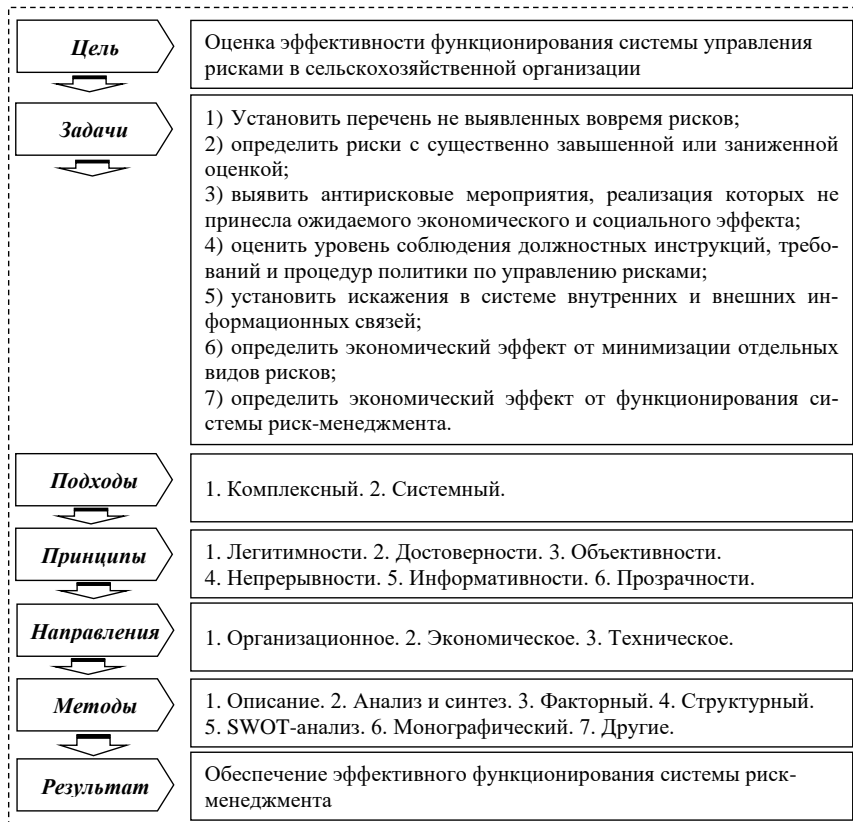 Цель
Оценка эффективности функционирования системы управления
рисками в сельскохозяйственной организации
Задачи
1) Установить перечень не выявленных вовремя рисков;
2) определить риски с существенно завышенной или заниженной
оценкой;
3) выявить антирисковые мероприятия, реализация которых не
принесла ожидаемого экономического и социального эффекта;
4) оценить уровень соблюдения должностных инструкций, требо-
ваний и процедур политики по управлению рисками;
5) установить искажения в системе внутренних и внешних ин-
формационных связей;
6) определить экономический эффект от минимизации отдельных
видов рисков;
7) определить экономический эффект от функционирования си-
стемы риск-менеджмента.
Подходы
1. Комплексный. 2. Системный.
Принципы
1. Легитимности. 2. Достоверности. 3. Объективности.
4. Непрерывности. 5. Информативности. 6. Прозрачности.
Направления
1. Организационное. 2. Экономическое. 3. Техническое.
Методы
1. Описание. 2. Анализ и синтез. 3. Факторный. 4. Структурный.
5. SWOT-анализ. 6. Монографический. 7. Другие.
Результат
Обеспечение эффективного функционирования системы риск-
менеджмента